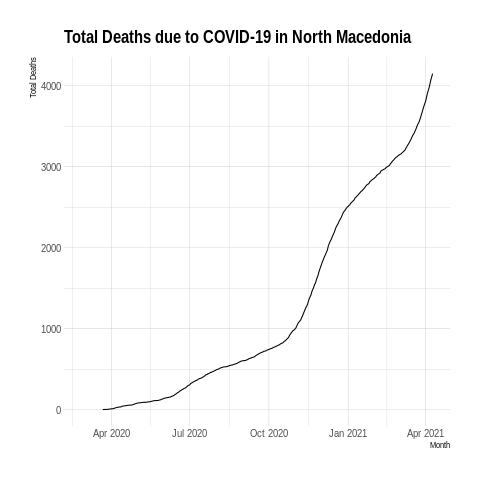 Total Deaths due to COVID-19 in North Macedonia
Total Deaths
4000
3000
2000
1000
0
Apr 2020 Jul 2020 Oct 2020 Jan 2021 Apr 2021
Month